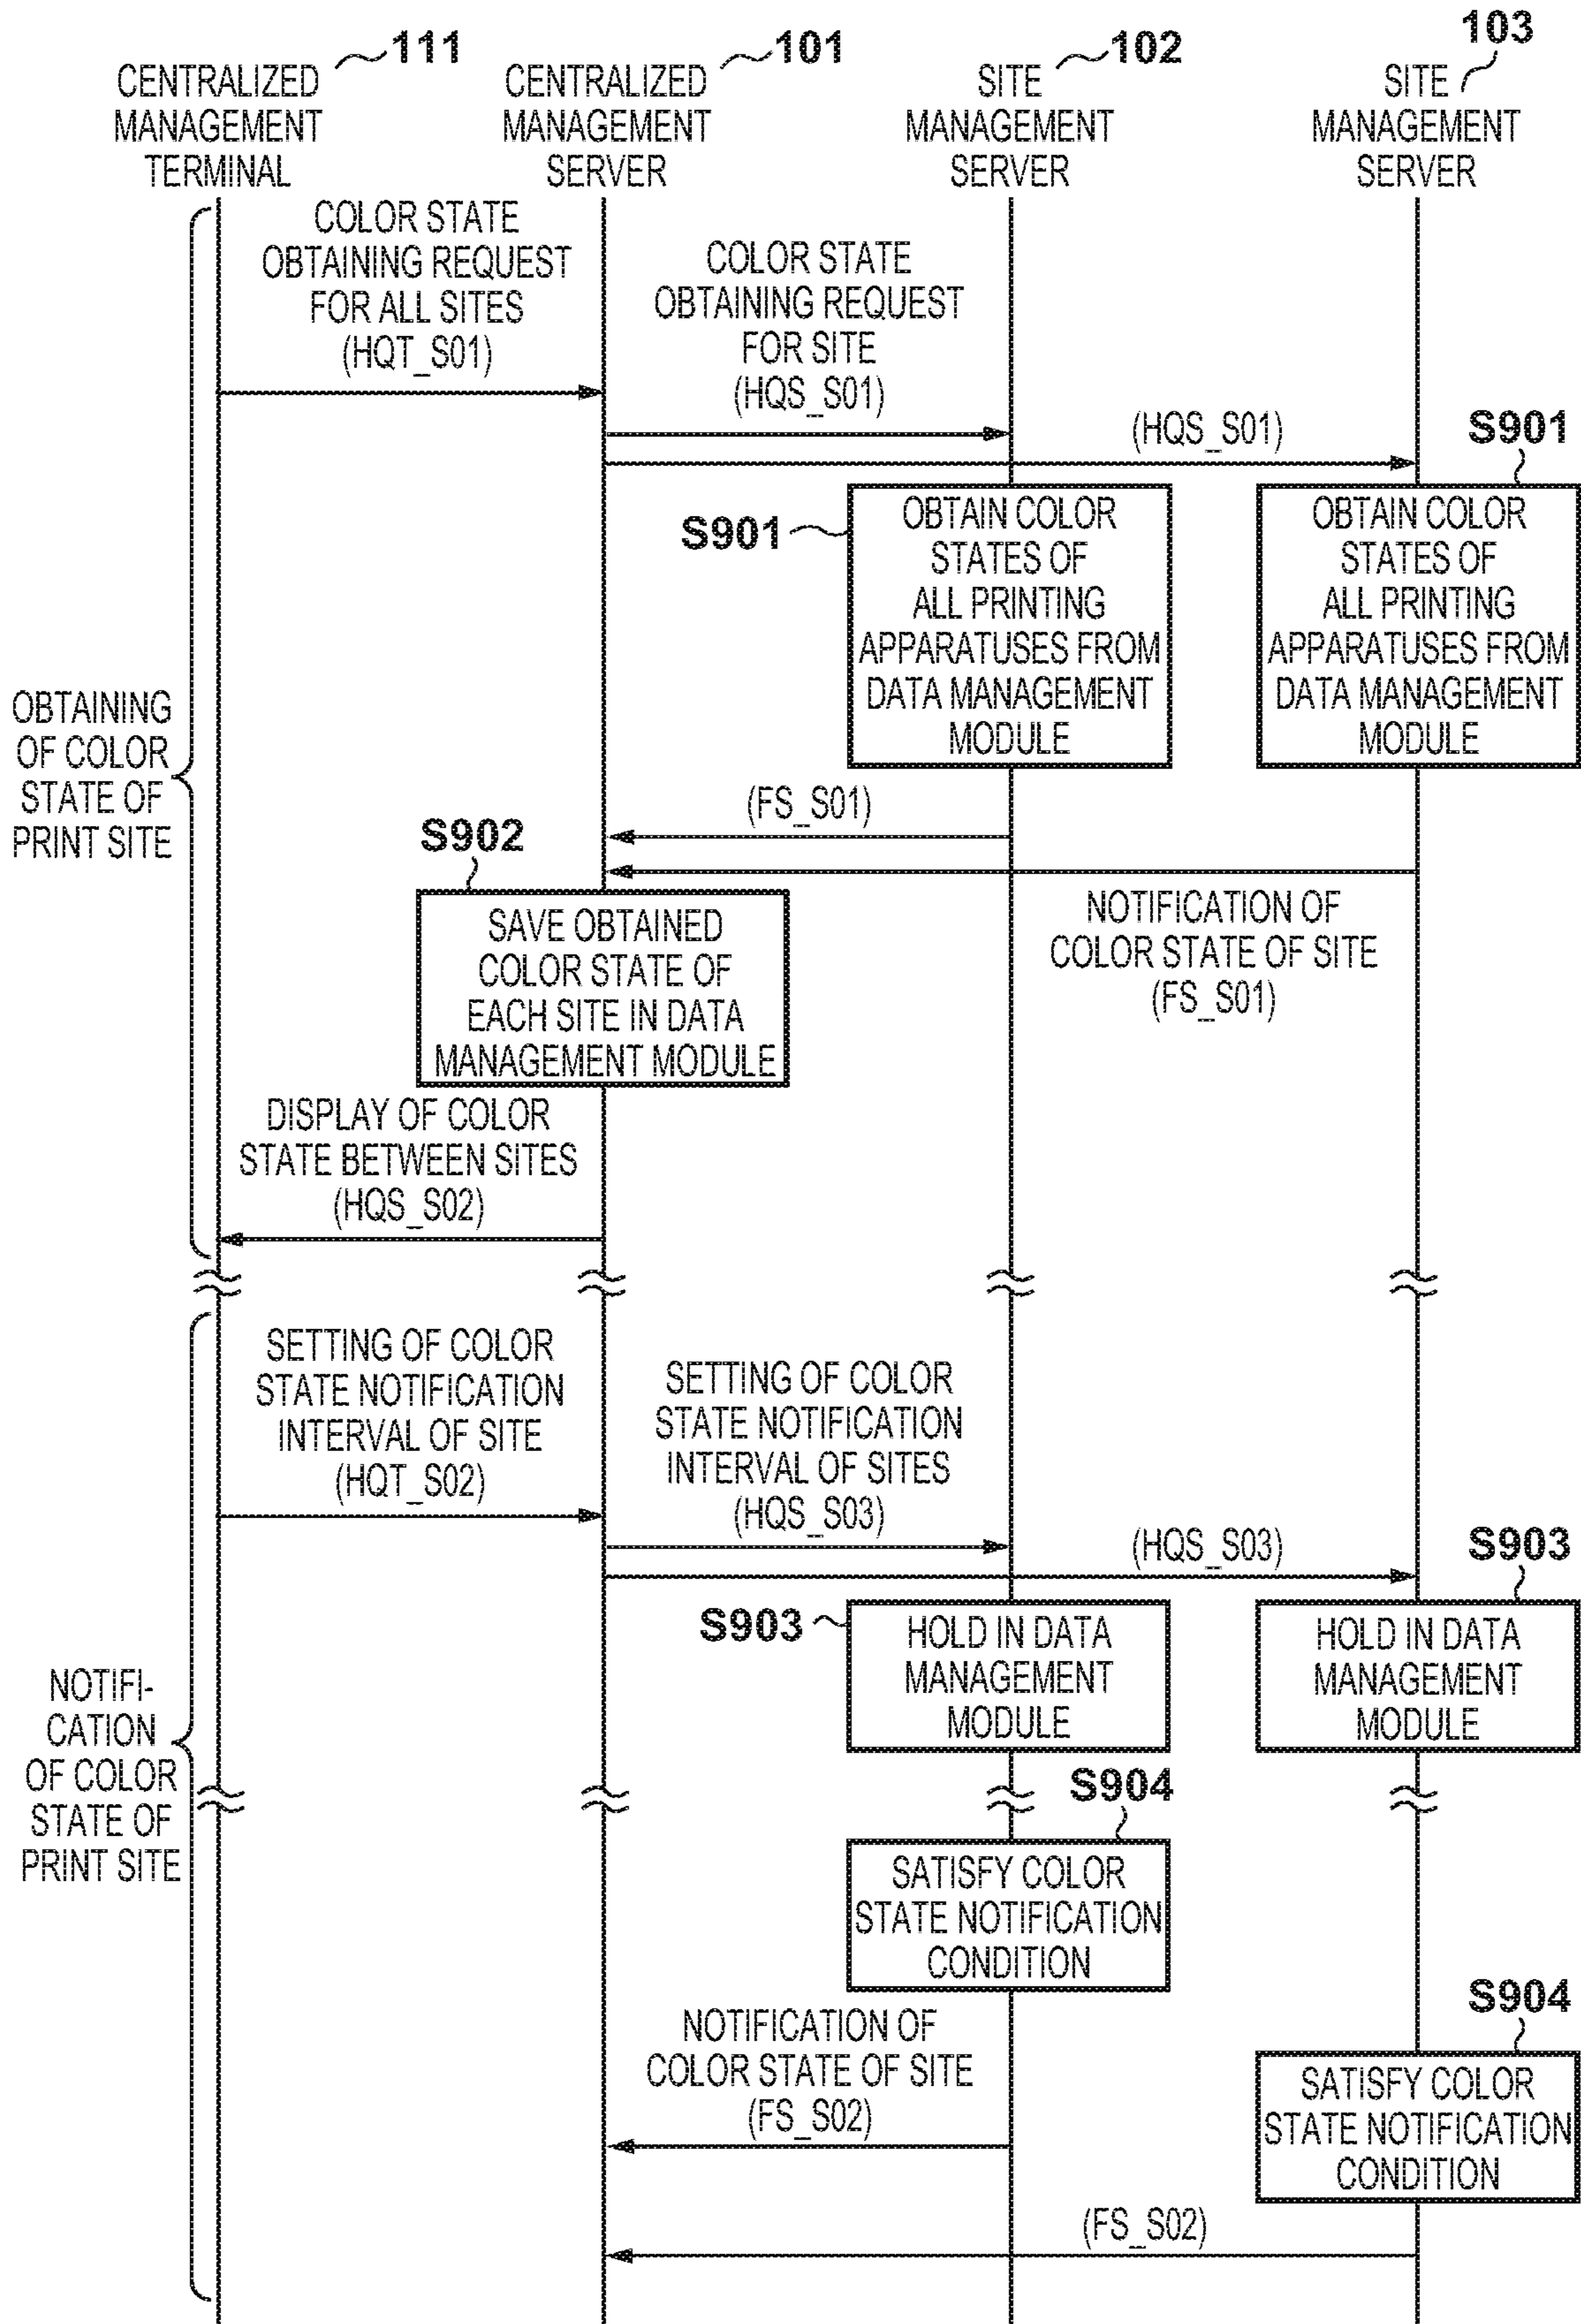 111
CENTRALIZED
MANAGEMENT
TERMINAL
101
CENTRALIZED
MANAGEMENT
SERVER
102
SITE
MANAGEMENT
SERVER
103
SITE
MANAGEMENT
SERVER
OBTAINING
OF COLOR
STATE OF
PRINT SITE
COLOR STATE
OBTAINING REQUEST
FOR ALL SITES
(HQT_S01)
COLOR STATE
OBTAINING REQUEST
FOR SITE
(HQS_S01)
(HQS_S01)
S901
OBTAIN COLOR
STATES OF
ALL PRINTING
APPARATUSES FROM
DATA MANAGEMENT
MODULE
S901
OBTAIN COLOR
STATES OF
ALL PRINTING
APPARATUSES FROM
DATA MANAGEMENT
MODULE
(FS_S01)
NOTIFICATION OF
COLOR STATE OF SITE
(FS_S01)
S902
SAVE OBTAINED
COLOR STATE OF
EACH SITE IN DATA
MANAGEMENT MODULE
DISPLAY OF COLOR
STATE BETWEEN SITES
(HQS_S02)
NOTIFI-
CATION
OF COLOR
STATE OF
PRINT SITE
SETTING OF COLOR
STATE NOTIFICATION
INTERVAL OF SITE
(HQT_S02)
SETTING OF COLOR
STATE NOTIFICATION
INTERVAL OF SITES
(HQS_S03)
(HQS_S03)
S903
HOLD IN DATA
MANAGEMENT
MODULE
S903
HOLD IN DATA
MANAGEMENT
MODULE
S904
SATISFY COLOR
STATE NOTIFICATION
CONDITION
NOTIFICATION OF
COLOR STATE OF SITE
(FS_S02)
S904
SATISFY COLOR
STATE NOTIFICATION
CONDITION
(FS_S02)